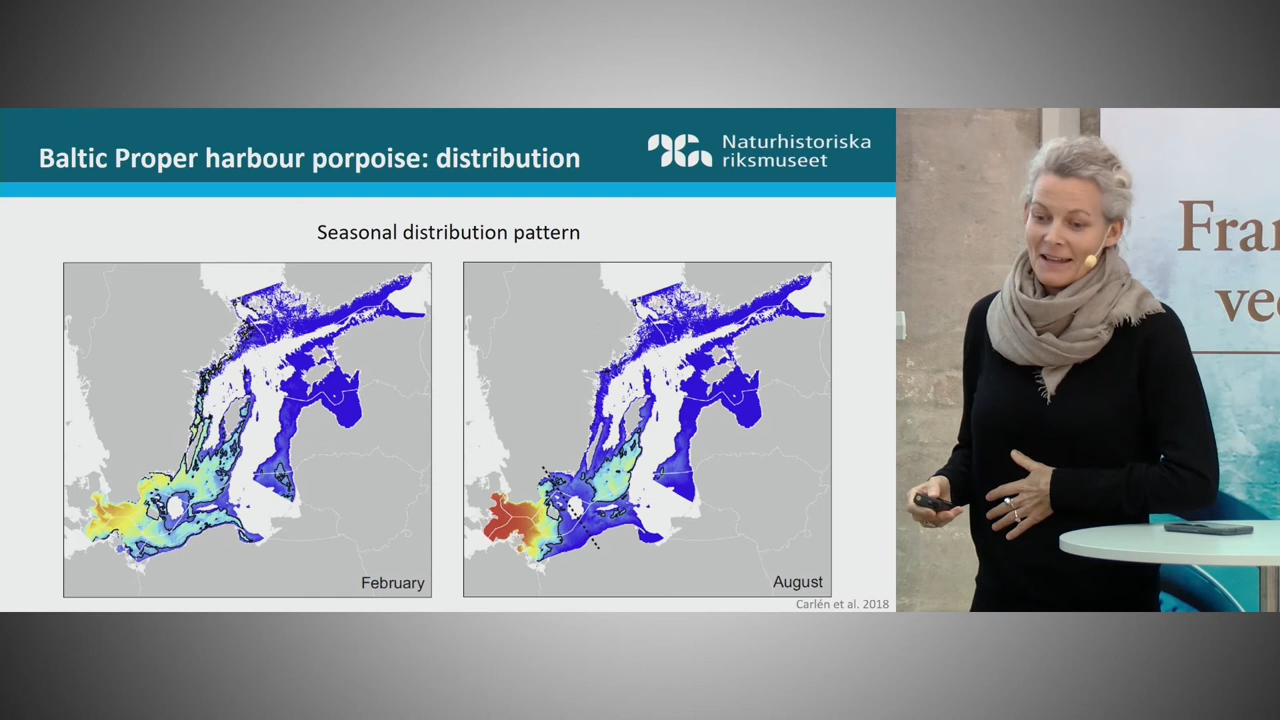 Baltic Proper harbour porpoise: distribution
Naturhistoriska
riksmuseet
Seasonal distribution pattern
February
August
Carlén et al. 2018